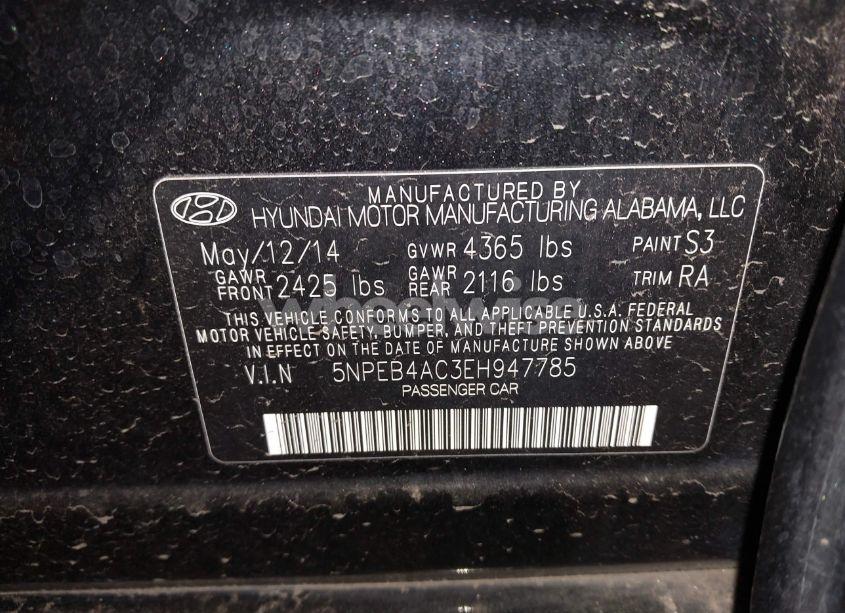 MANUFACTURED BY
HYUNDAI MOTOR MANUFACTURING ALABAMA, LLC
May/12/14 GVWR 4365 lbs PAINT S3
GAWR FRONT 2425 lbs GAWR REAR 2116 lbs TRIM RA
THIS VEHICLE CONFORMS TO ALL APPLICABLE U.S.A. FEDERAL
MOTOR VEHICLE SAFETY, BUMPER, AND THEFT PREVENTION STANDARDS
IN EFFECT ON THE DATE OF MANUFACTURE SHOWN ABOVE
V.I.N 5NPEB4AC3EH947785
PASSENGER CAR